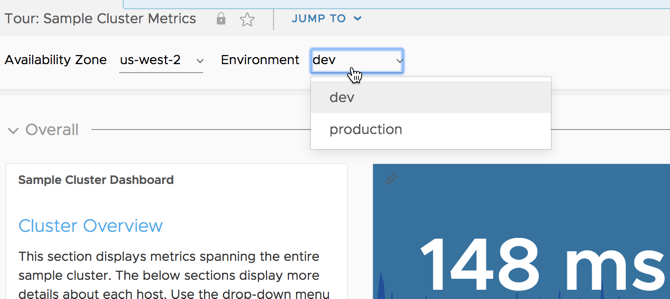 Tour: Sample Cluster Metrics JUMP TO
Availability Zone us-west-2 Environment dev
dev
production
Overall
Sample Cluster Dashboard
Cluster Overview
This section displays metrics spanning the entire
sample cluster. The below sections display more
details about each host. Use the drop-down menu
148 ms